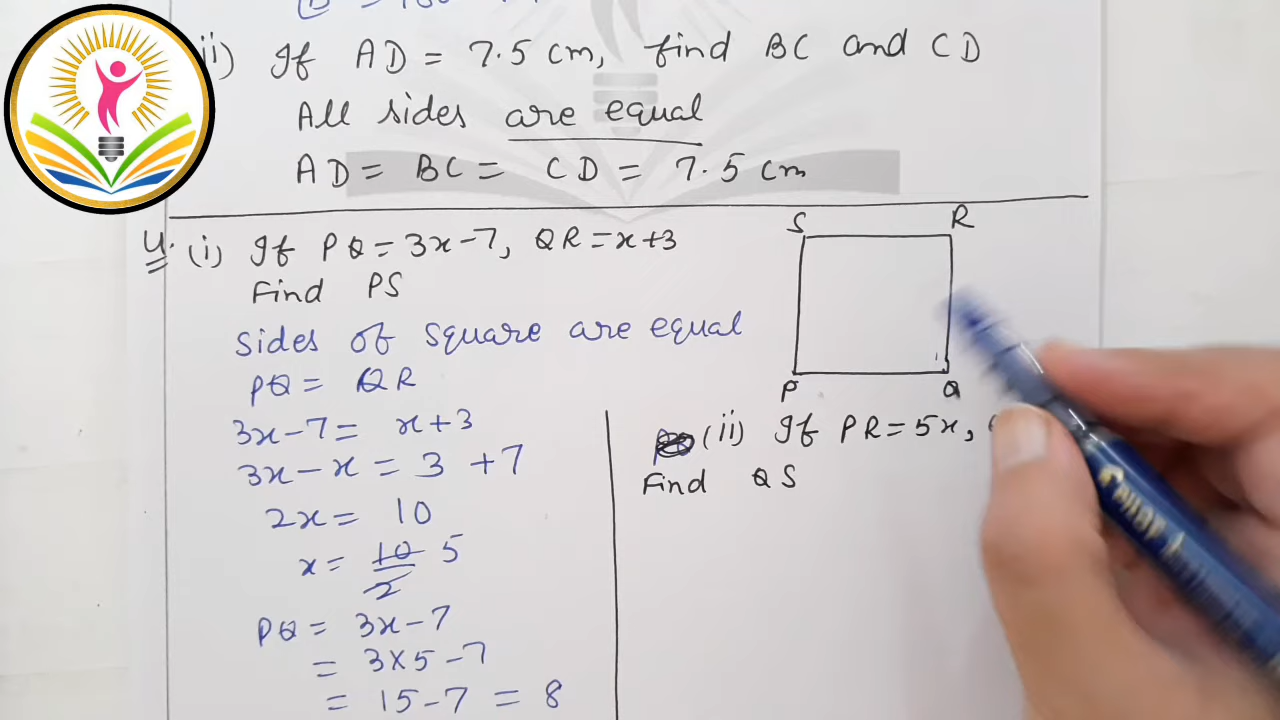 ii) If AD = 7.5 cm, find BC and CD
All sides are equal
AD = BC = CD = 7.5 cm
4. (i) If PQ = 3x-7, QR = x+3
Find PS
sides of square are equal
PQ = QR
3x-7 = x+3
3x-x = 3 +7
2x = 10
x = 10/2 5
PQ = 3x-7
= 3×5-7
= 15-7 = 8
S R
P Q
(ii) If PR = 5x,
Find QS